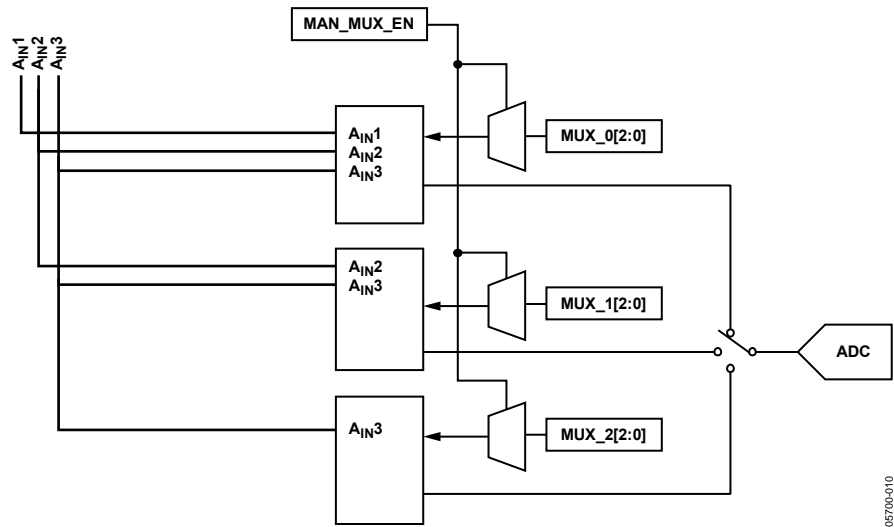 MAN_MUX_EN
AIN1
AIN2
AIN3
AIN1
AIN2
AIN3
MUX_0[2:0]
AIN2
AIN3
MUX_1[2:0]
ADC
AIN3
MUX_2[2:0]
05700-010